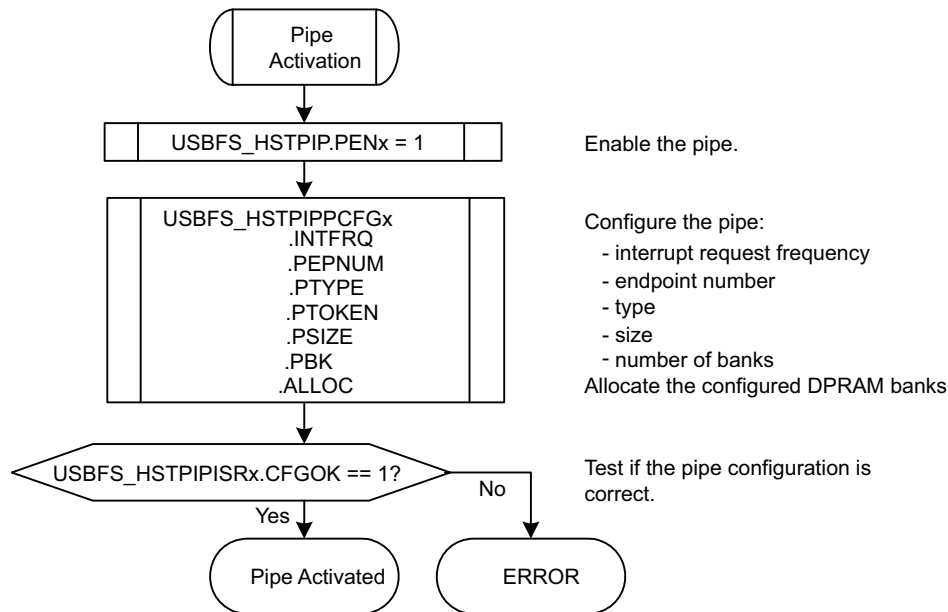 Pipe
Activation
USBFS_HSTPIP.PENx = 1
Enable the pipe.
USBFS_HSTPIPPCFGx
.INTFRQ
.PEPNUM
.PTYPE
.PTOKEN
.PSIZE
.PBK
.ALLOC
Configure the pipe:
- interrupt request frequency
- endpoint number
- type
- size
- number of banks
Allocate the configured DPRAM banks
USBFS_HSTPIPISRx.CFGOK == 1?
No
Yes
Test if the pipe configuration is
correct.
Pipe Activated
ERROR